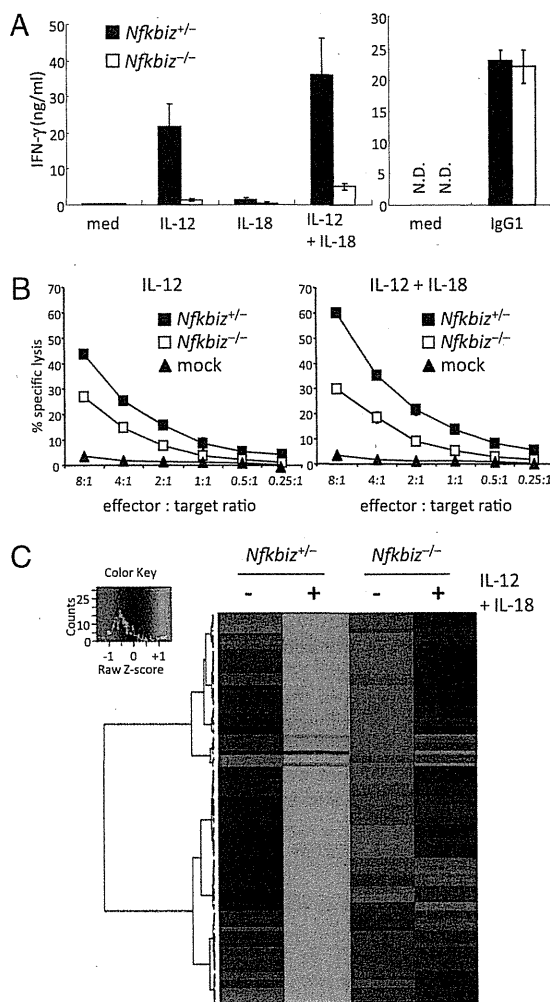 A
Nfkbiz+/−
Nfkbiz−/−
IFN-γ (ng/ml)
50
40
30
20
10
0
med
IL-12
IL-18
IL-12
+ IL-18
30
25
20
15
10
5
0
N.D.
N.D.
med
IgG1
B
IL-12
% specific lysis
70
60
50
40
30
20
10
0
Nfkbiz+/−
Nfkbiz−/−
mock
8:1 4:1 2:1 1:1 0.5:1 0.25:1
effector : target ratio
IL-12 + IL-18
70
60
50
40
30
20
10
0
Nfkbiz+/−
Nfkbiz−/−
mock
8:1 4:1 2:1 1:1 0.5:1 0.25:1
effector : target ratio
C
Color Key
Counts
30
20
10
0
-1 0 +1
Raw Z-score
Nfkbiz+/− Nfkbiz−/−
- + - +
IL-12
+ IL-18